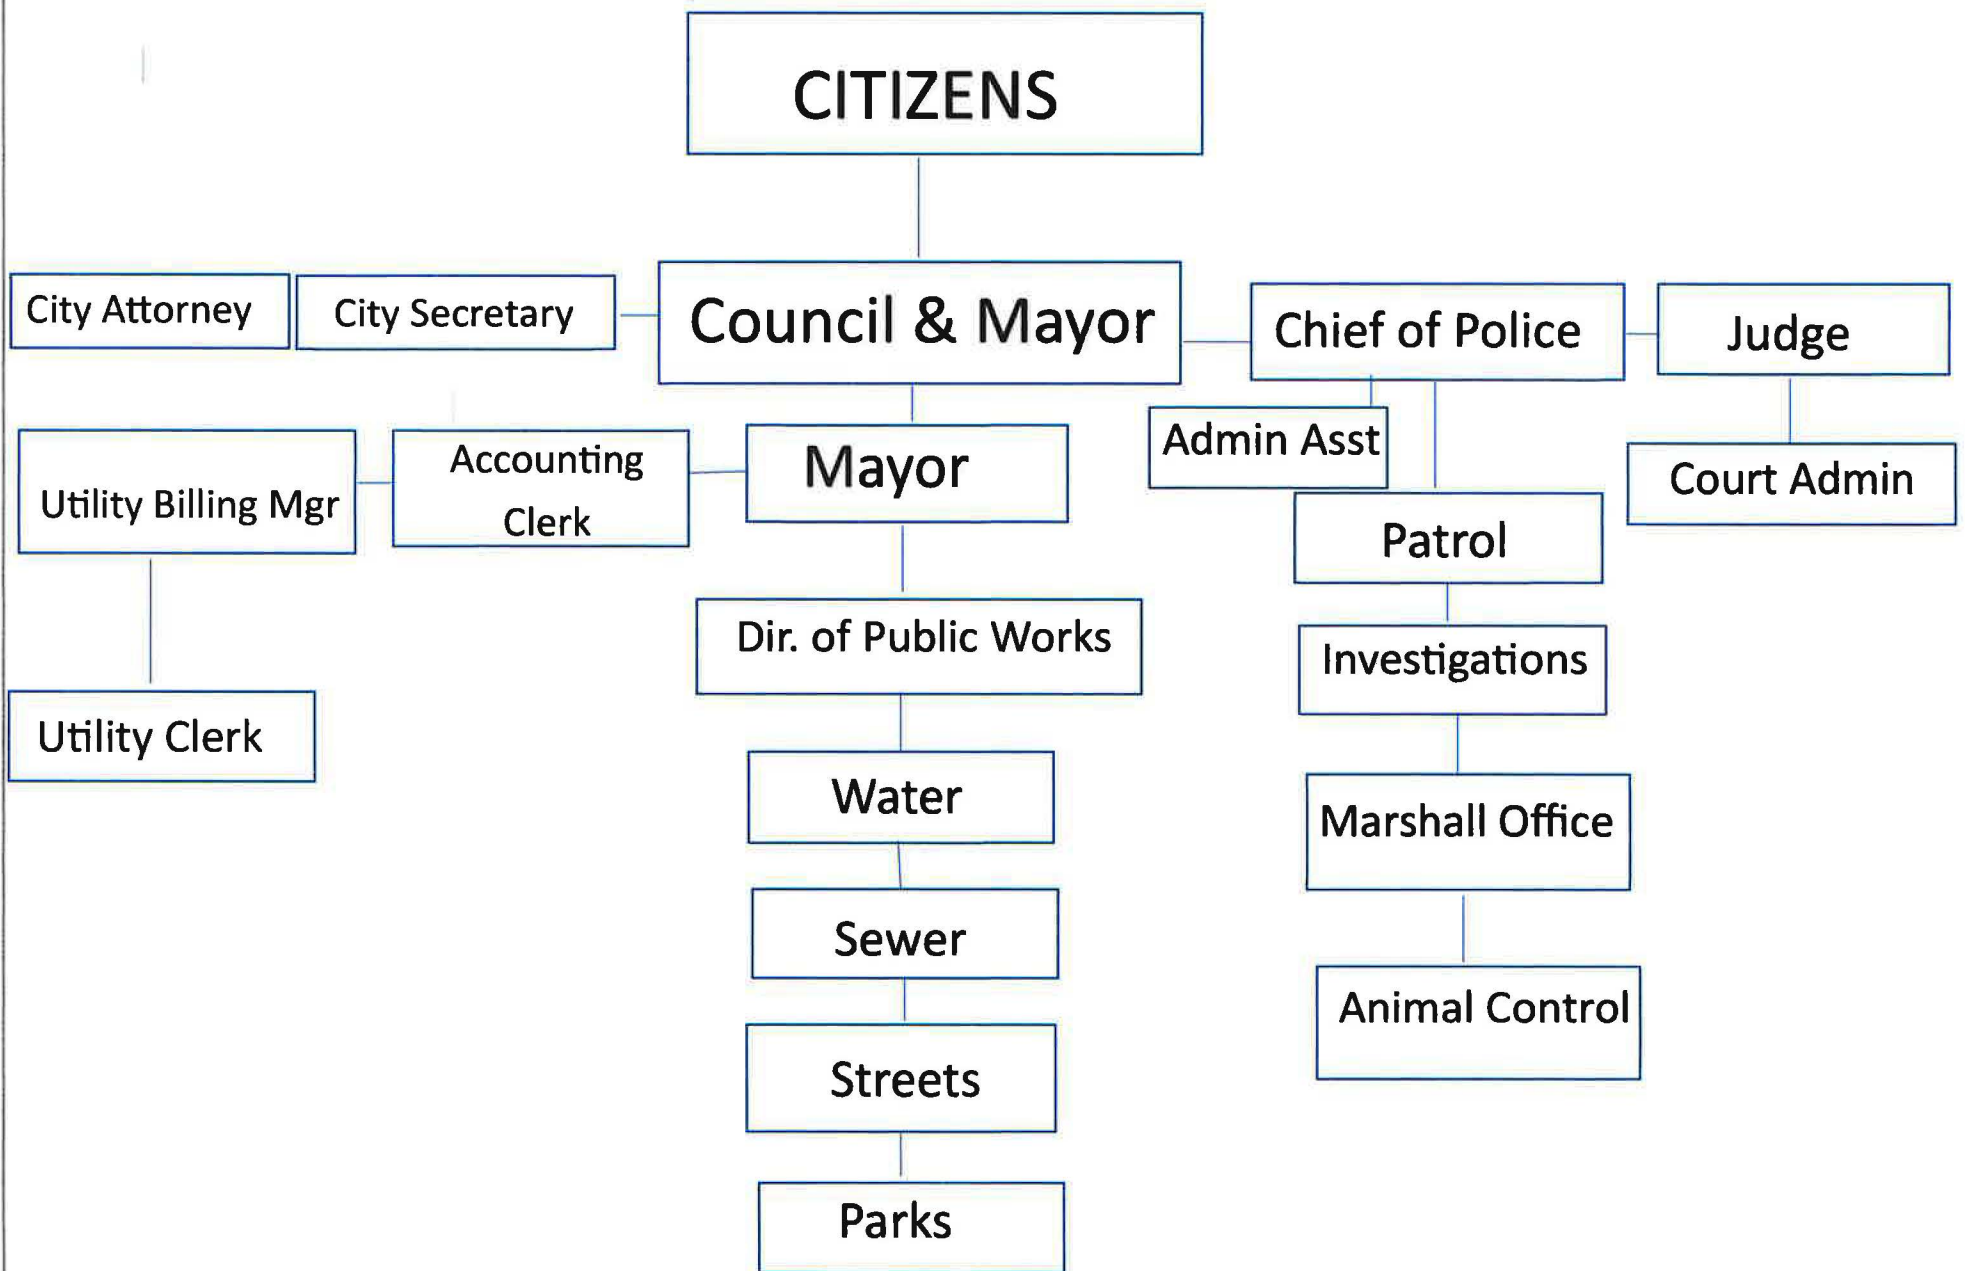 CITIZENS
City Attorney
City Secretary
Council & Mayor
Chief of Police
Judge
Utility Billing Mgr
Accounting
Clerk
Mayor
Admin Asst
Court Admin
Patrol
Dir. of Public Works
Investigations
Utility Clerk
Water
Marshall Office
Sewer
Animal Control
Streets
Parks